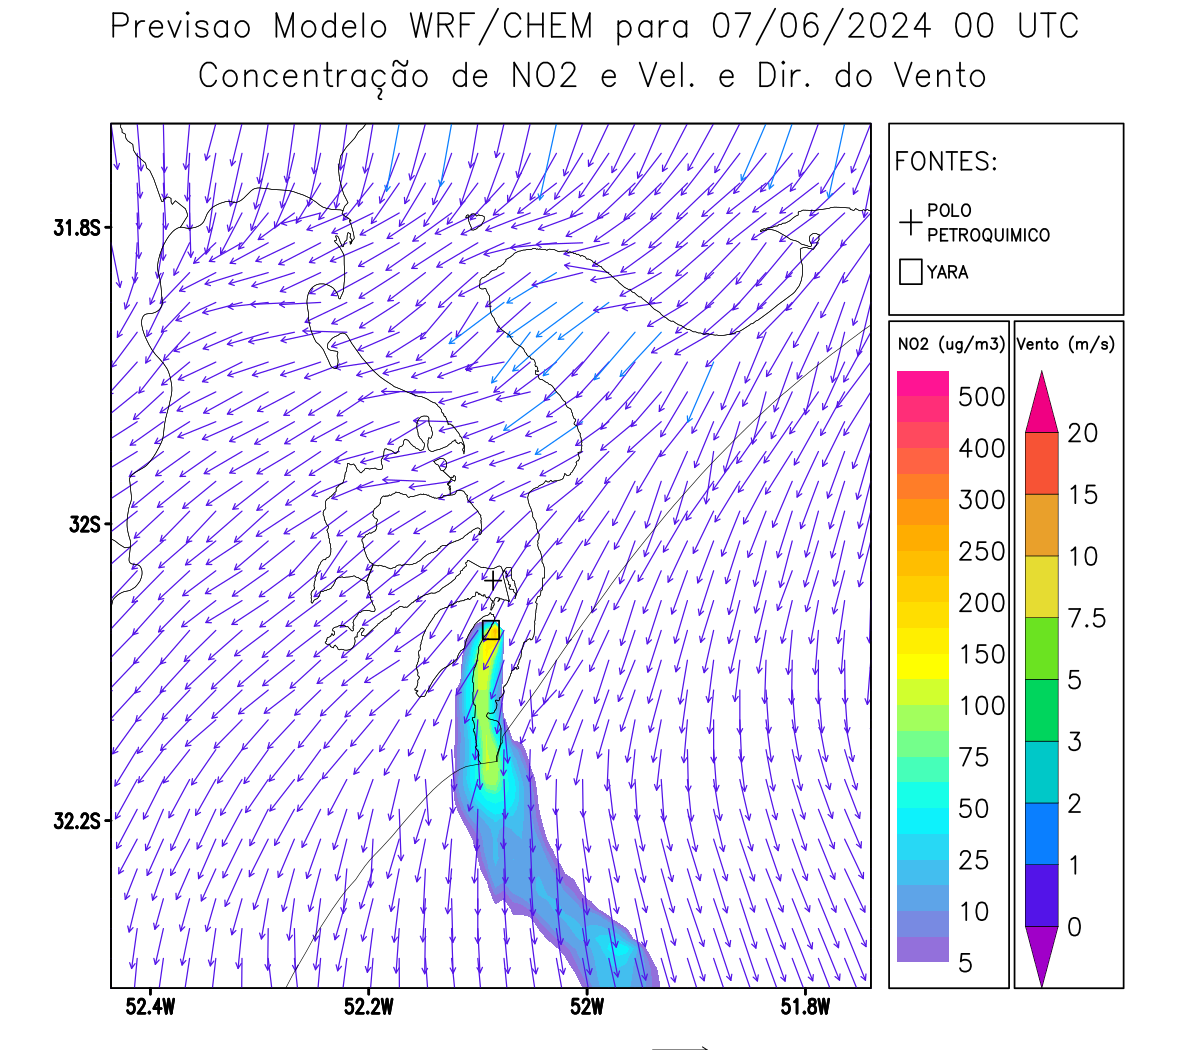 Previsao Modelo WRF/CHEM para 07/06/2024 00 UTC
Concentração de NO2 e Vel. e Dir. do Vento
FONTES:
POLO
PETROQUIMICO
YARA
NO2 (ug/m3)
500
400
300
250
200
150
100
75
50
25
10
5
Vento (m/s)
20
15
10
7.5
5
3
2
1
0
31.8S
32S
32.2S
52.4W
52.2W
52W
51.8W